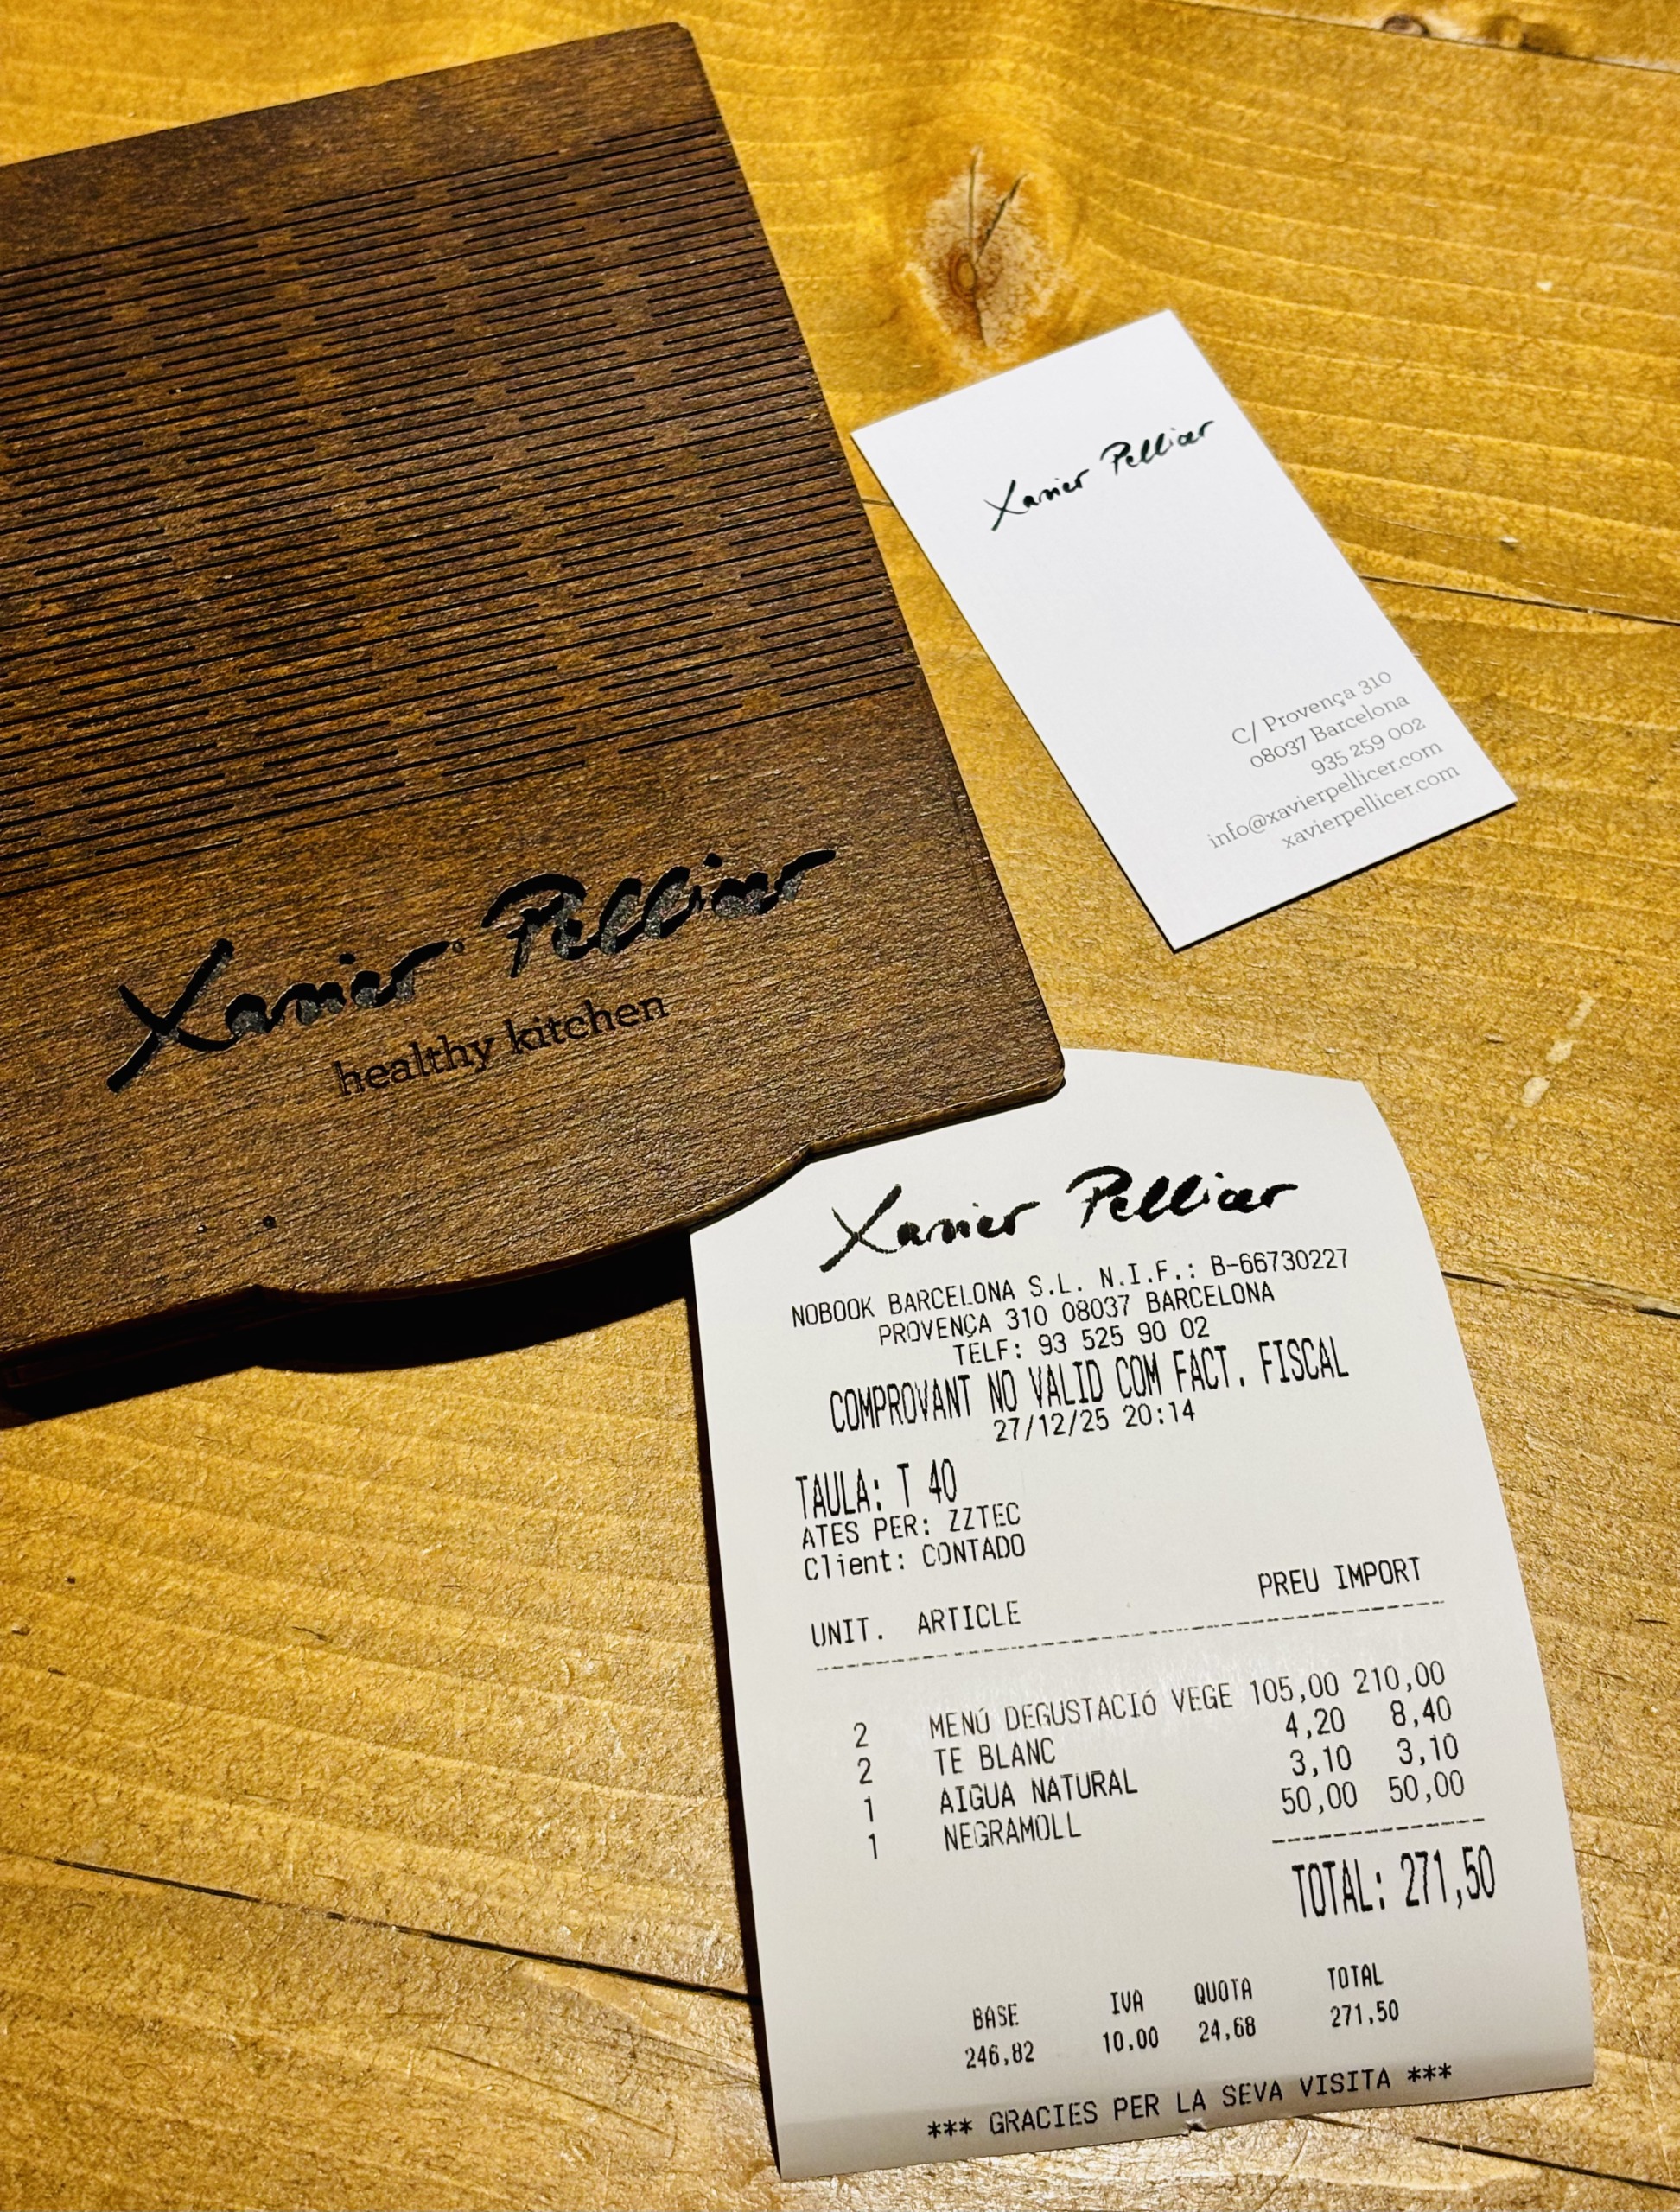 Xavier Pellicer
healthy kitchen
Xavier Pellicer
C/ Provença 310
08037 Barcelona
935 259 002
info@xavierpellicer.com
xavierpellicer.com
Xavier Pellicer
NOBOOK BARCELONA S.L. N.I.F.: B-66730227
PROVENÇA 310 08037 BARCELONA
TELF: 93 525 90 02
COMPROVANT NO VALID COM FACT. FISCAL
27/12/25 20:14
TAULA: T 40
ATES PER: ZZTEC
Client: CONTADO
UNIT. ARTICLE PREU IMPORT
2 MENÚ DEGUSTACIÓ VEGE 105,00 210,00
2 TE BLANC 4,20 8,40
1 AIGUA NATURAL 3,10 3,10
1 NEGRAMOLL 50,00 50,00
TOTAL: 271,50
BASE IVA QUOTA TOTAL
246,82 10,00 24,68 271,50
*** GRACIES PER LA SEVA VISITA ***